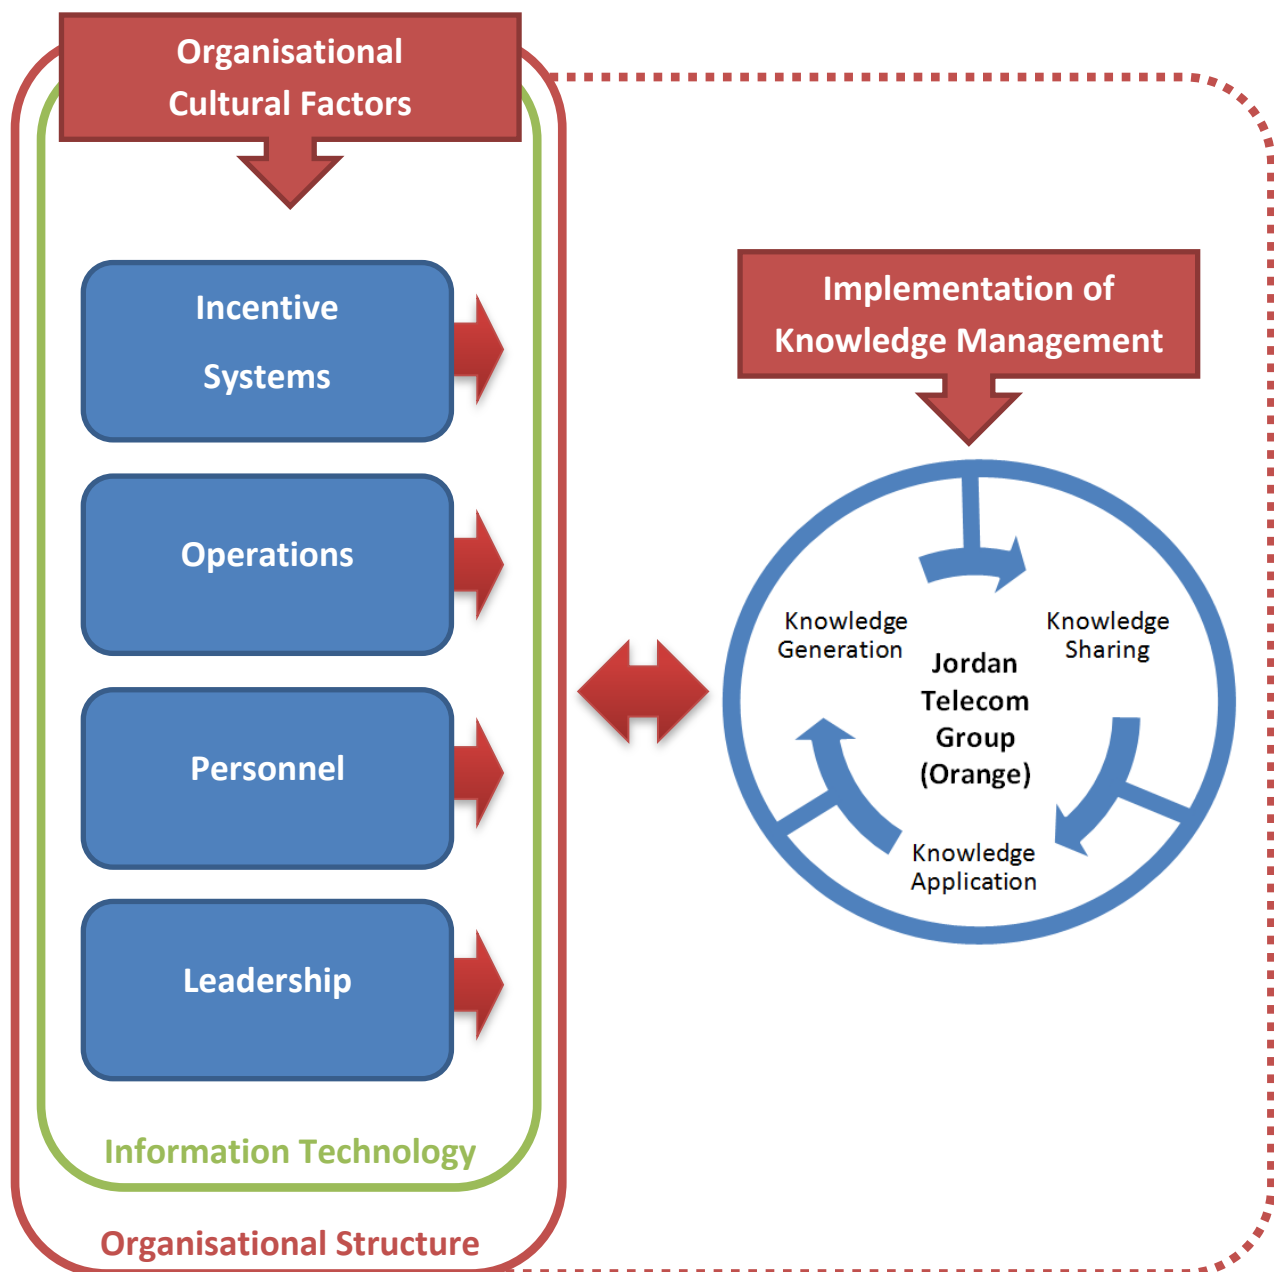 Organisational
Cultural Factors
Incentive
Systems
Operations
Personnel
Leadership
Information Technology
Organisational Structure
Implementation of
Knowledge Management
Knowledge
Generation
Knowledge
Sharing
Jordan
Telecom
Group
(Orange)
Knowledge
Application